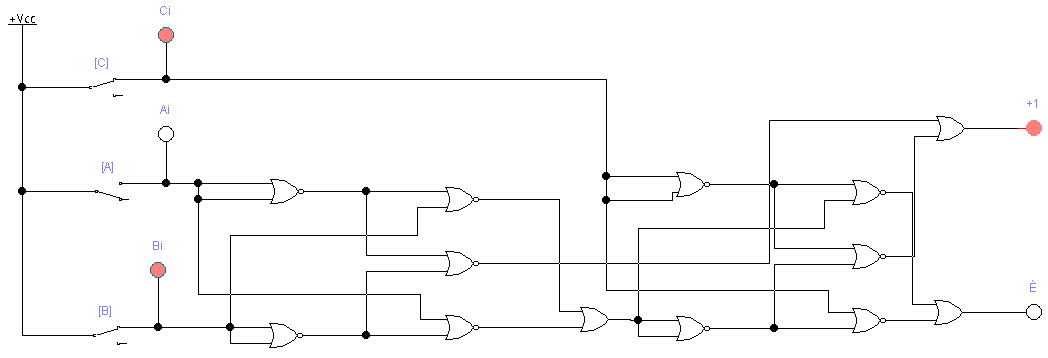 Ci
+Vcc
[C]
Ai
+1
[A]
Bi
È
[B]